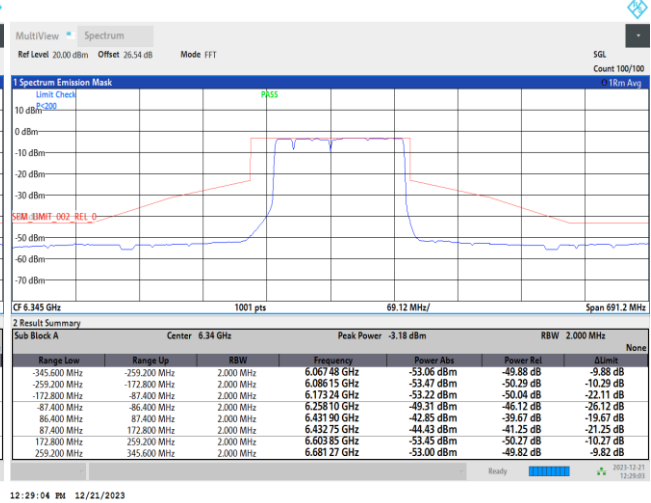 MultiView Spectrum
Ref Level 20.00 dBm Offset 26.54 dB Mode FFT SGL
Count 100/100
1 Spectrum Emission Mask 1Rm Avg
Limit Check PASS
P<200
10 dBm
0 dBm
-10 dBm
-20 dBm
-30 dBm
SEM_LIMIT_002_REL_0
-50 dBm
-60 dBm
-70 dBm
CF 6.345 GHz 1001 pts 69.12 MHz/ Span 691.2 MHz
2 Result Summary
Sub Block A Center 6.34 GHz Peak Power -3.18 dBm RBW 2.000 MHz
None
Range Low Range Up RBW Frequency Power Abs Power Rel ΔLimit
-345.600 MHz -259.200 MHz 2.000 MHz 6.067 48 GHz -53.06 dBm -49.88 dB -9.88 dB
-259.200 MHz -172.800 MHz 2.000 MHz 6.086 15 GHz -53.47 dBm -50.29 dB -10.29 dB
-172.800 MHz -87.400 MHz 2.000 MHz 6.173 24 GHz -53.22 dBm -50.04 dB -22.11 dB
-87.400 MHz -86.400 MHz 2.000 MHz 6.258 10 GHz -49.31 dBm -46.12 dB -26.12 dB
86.400 MHz 87.400 MHz 2.000 MHz 6.431 90 GHz -42.85 dBm -39.67 dB -19.67 dB
87.400 MHz 172.800 MHz 2.000 MHz 6.432 75 GHz -44.43 dBm -41.25 dB -21.25 dB
172.800 MHz 259.200 MHz 2.000 MHz 6.603 85 GHz -53.45 dBm -50.27 dB -10.27 dB
259.200 MHz 345.600 MHz 2.000 MHz 6.681 27 GHz -53.00 dBm -49.82 dB -9.82 dB
Ready 2023-12-21
12:29:03
12:29:04 PM 12/21/2023